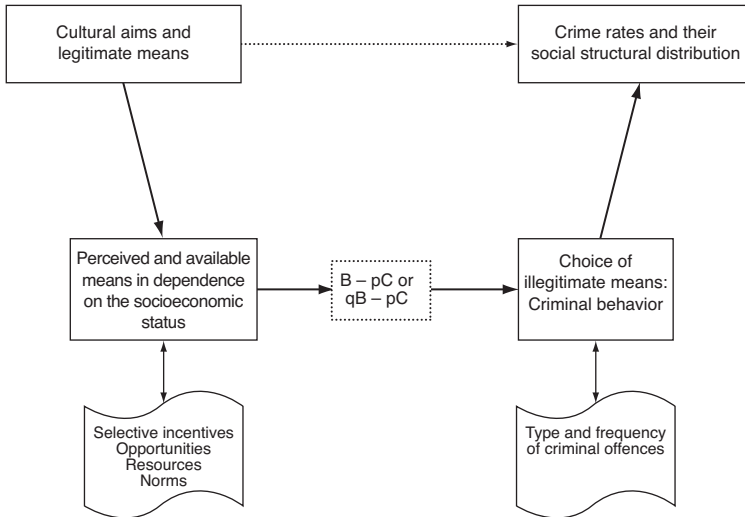 Cultural aims and
legitimate means
Crime rates and their
social structural distribution
Perceived and available
means in dependence
on the socioeconomic
status
B – pC or
qB – pC
Choice of
illegitimate means:
Criminal behavior
Selective incentives
Opportunities
Resources
Norms
Type and frequency
of criminal offences